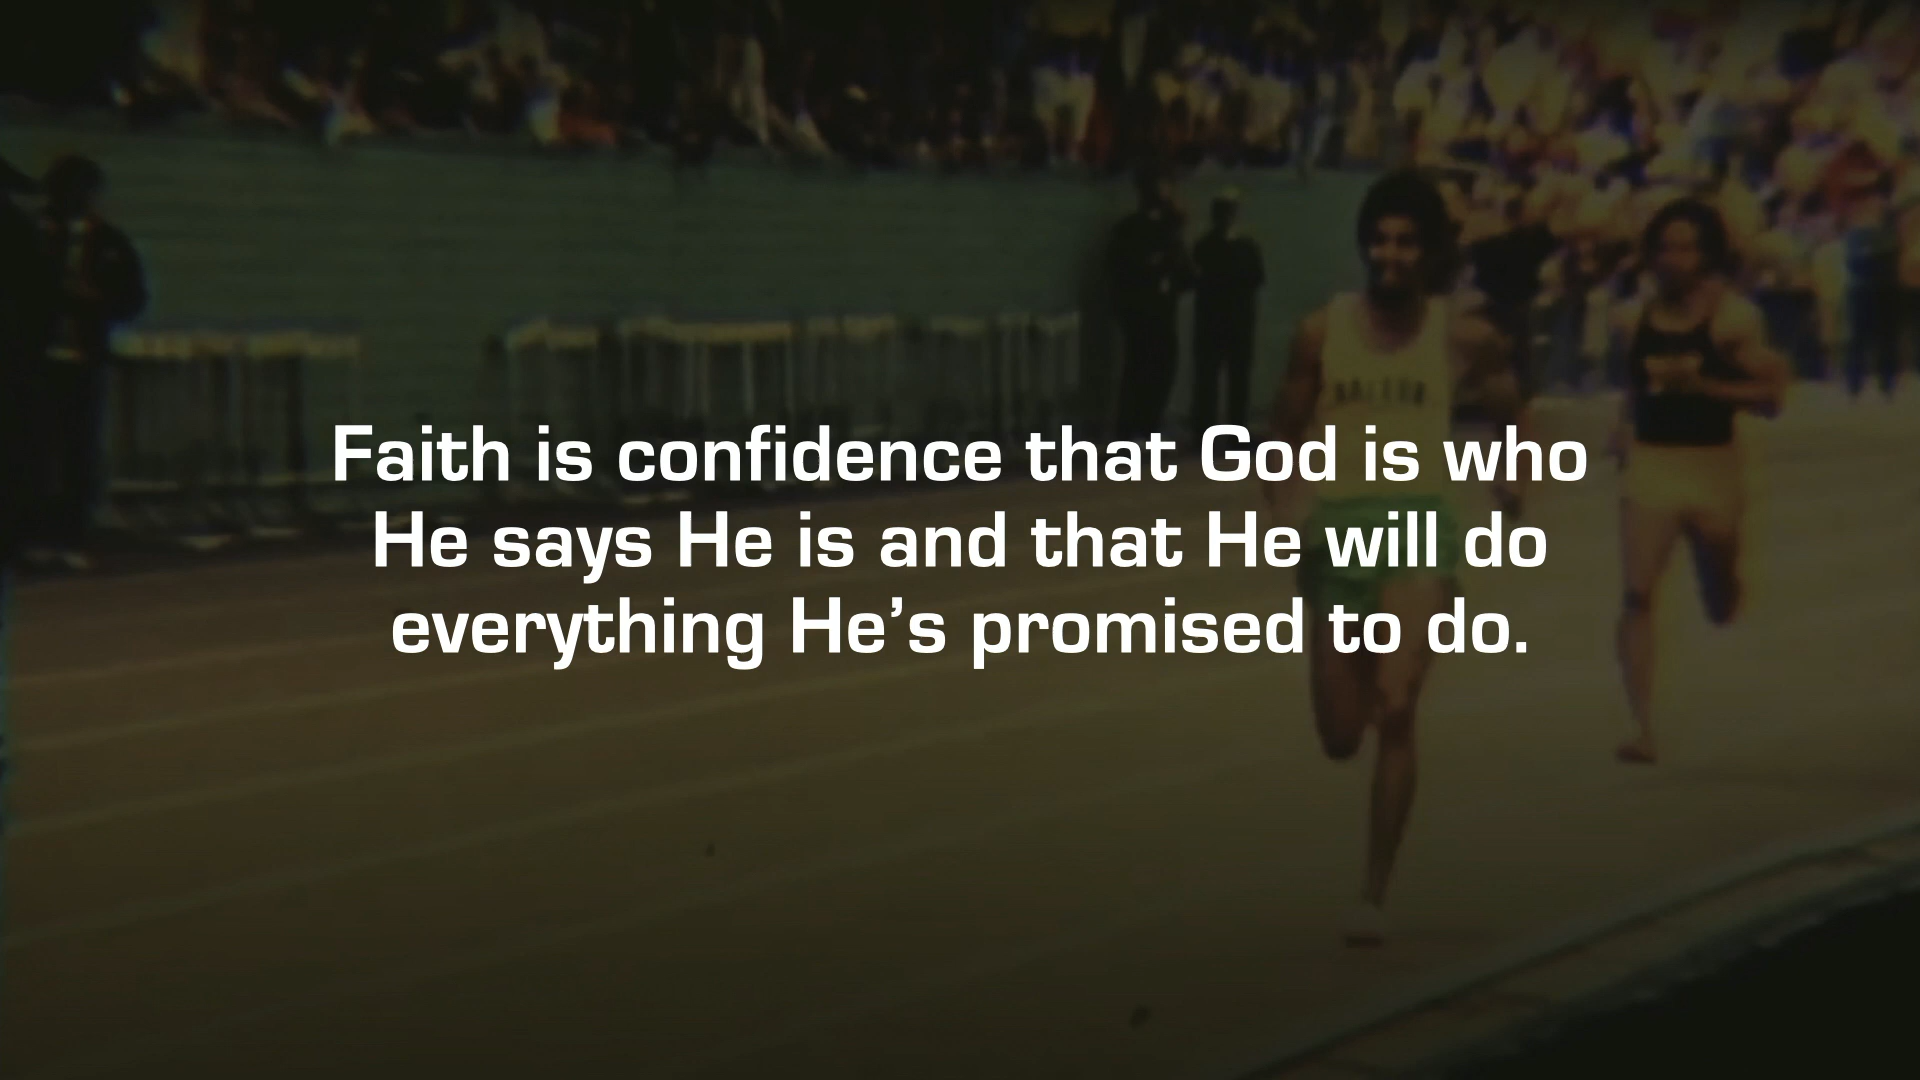 Faith is confidence that God is who
He says He is and that He will do
everything He’s promised to do.